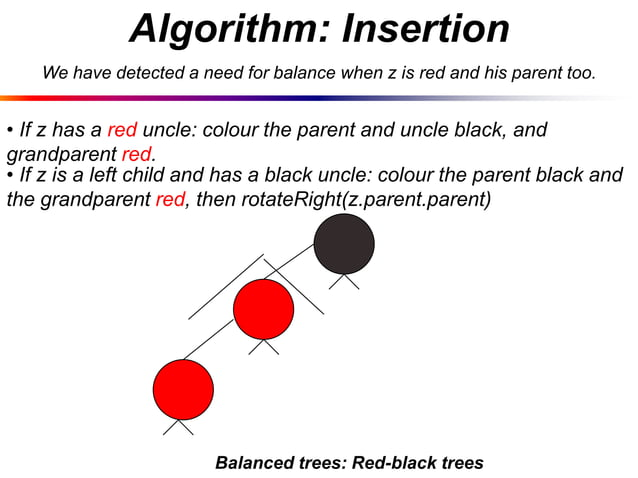 Algorithm: Insertion
We have detected a need for balance when z is red and his parent too.
• If z has a red uncle: colour the parent and uncle black, and
grandparent red.
• If z is a left child and has a black uncle: colour the parent black and
the grandparent red, then rotateRight(z.parent.parent)
Balanced trees: Red-black trees